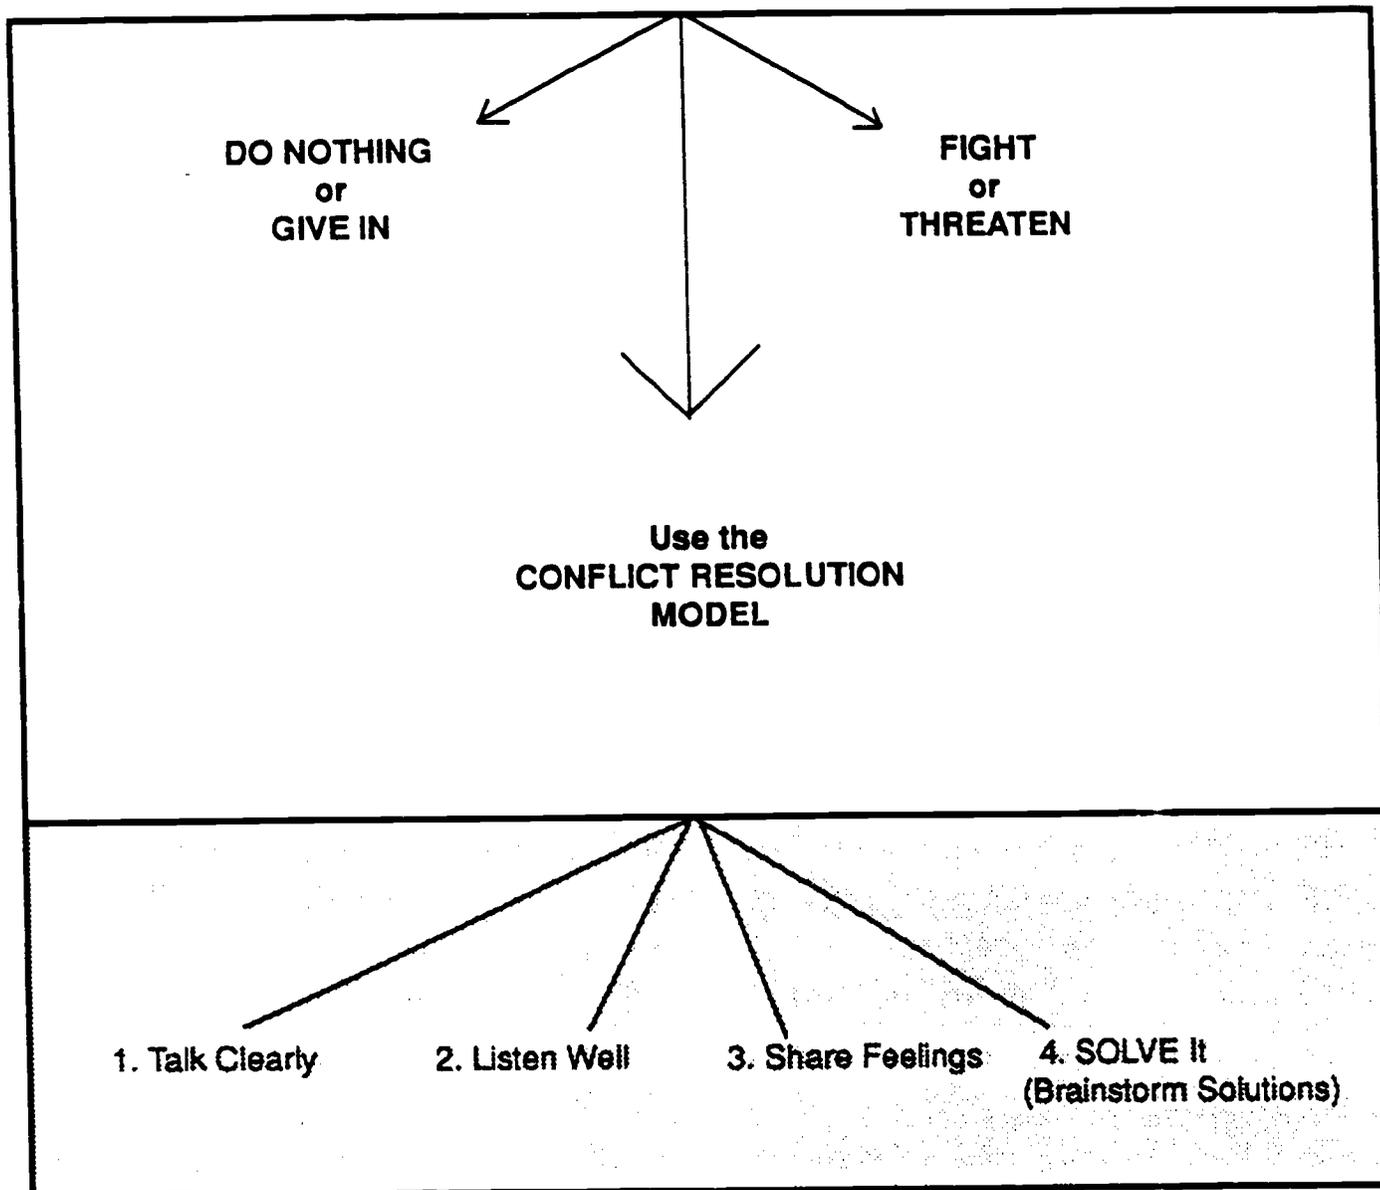 DO NOTHING
or
GIVE IN
FIGHT
or
THREATEN
Use the
CONFLICT RESOLUTION
MODEL
1. Talk Clearly
2. Listen Well
3. Share Feelings
4. SOLVE It
(Brainstorm Solutions)